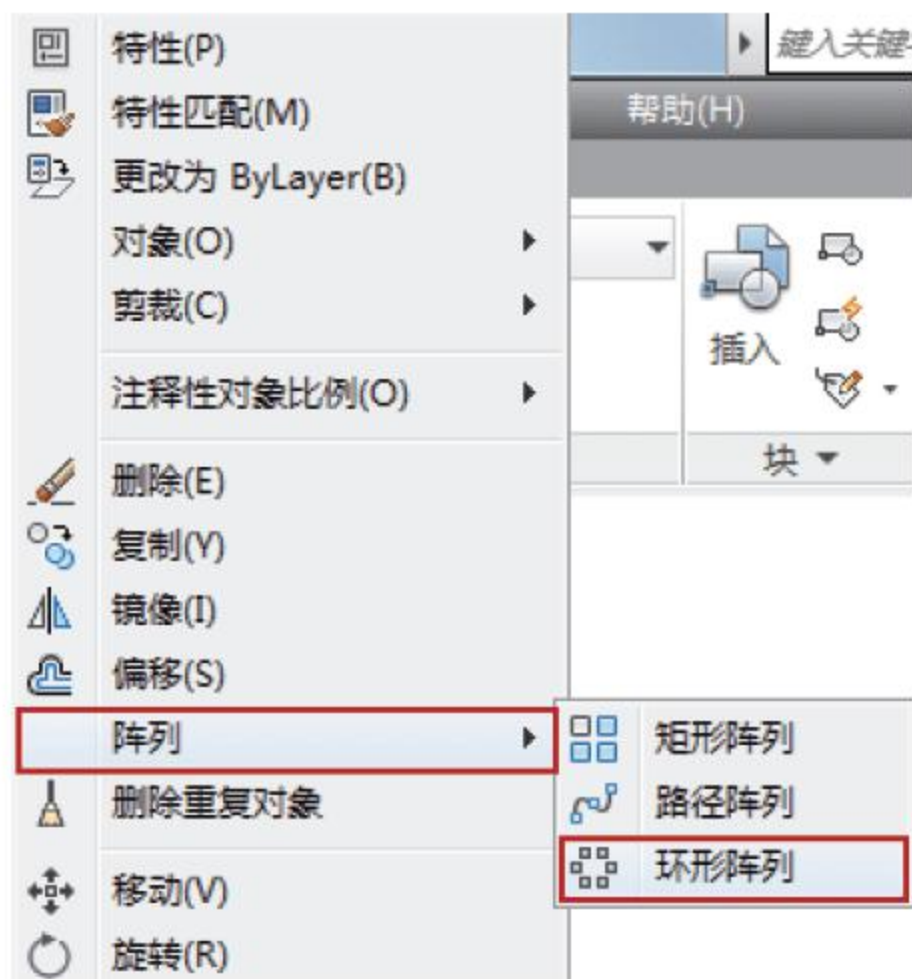 特性(P)
特性匹配(M)
更改为 ByLayer(B)
对象(O)
剪裁(C)
注释性对象比例(O)
删除(E)
复制(Y)
镜像(I)
偏移(S)
阵列
删除重复对象
移动(V)
旋转(R)
矩形阵列
路径阵列
环形阵列
键入关键
帮助(H)
插入
块